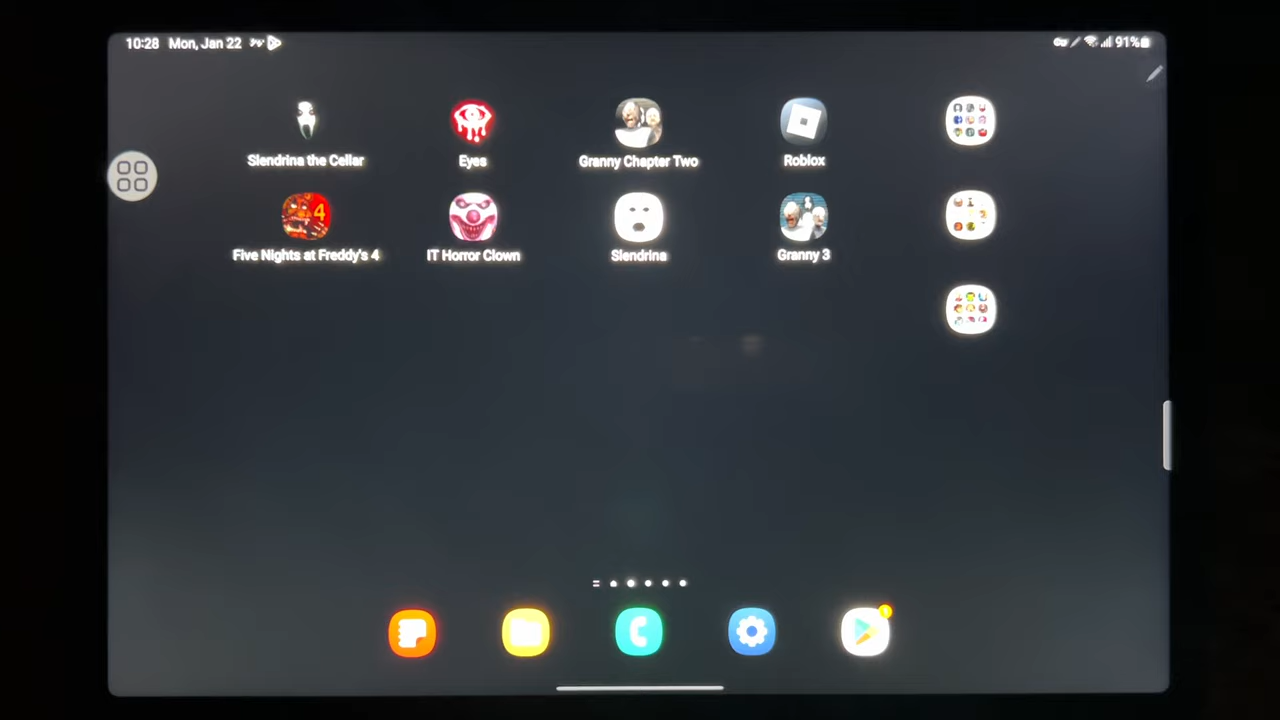 10:28 Mon, Jan 22
91%
Slendrina the Cellar
Eyes
Granny Chapter Two
Roblox
4
Five Nights at Freddy's 4
IT Horror Clown
Slendrina
Granny 3